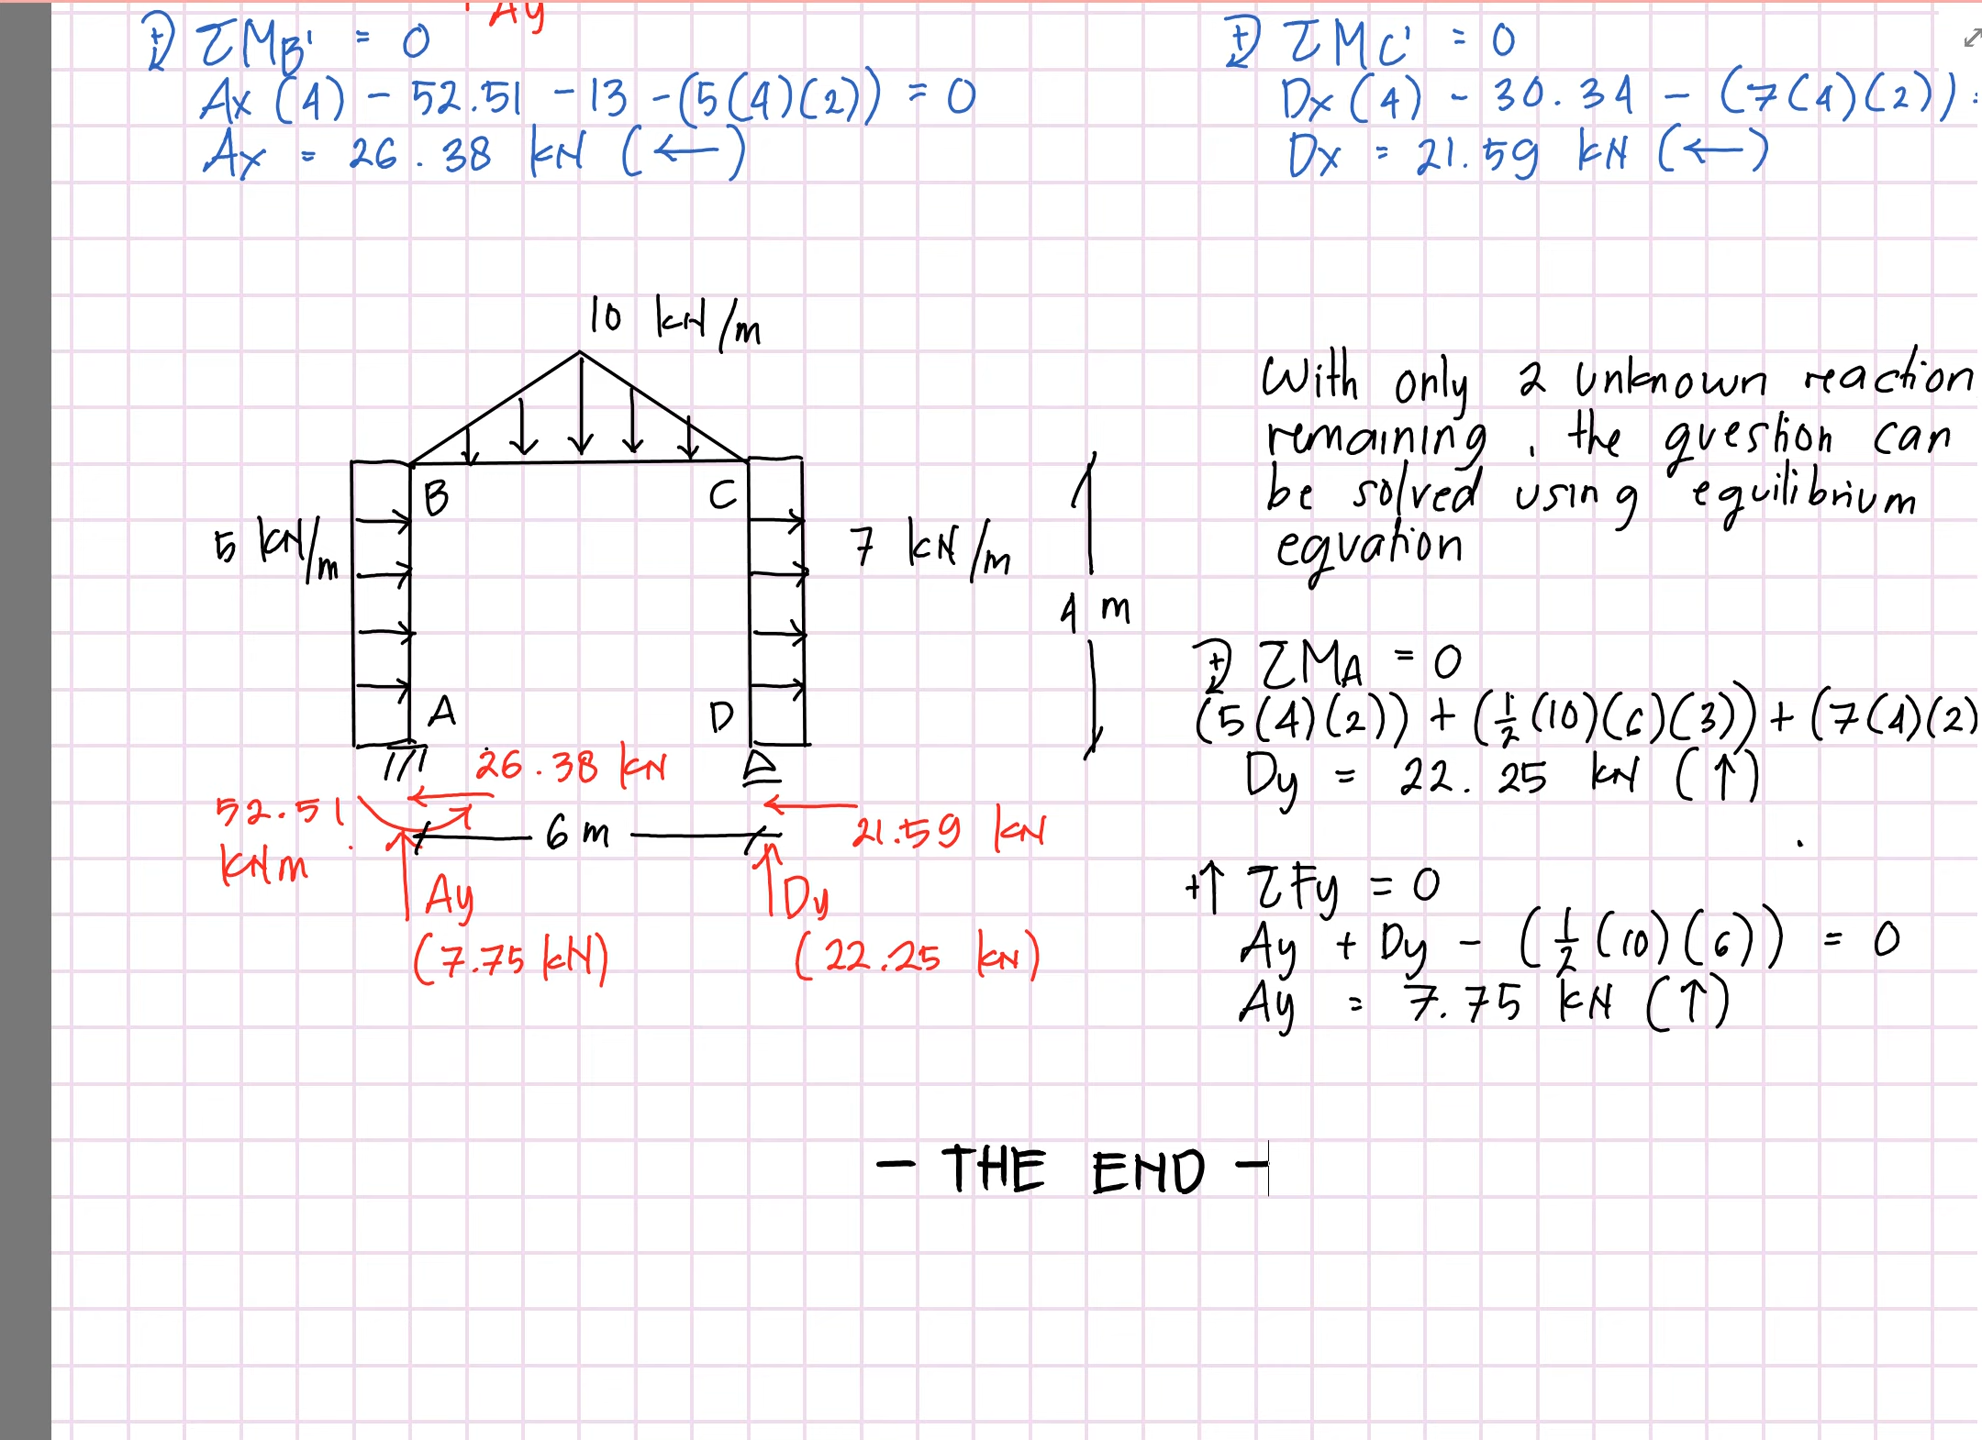 Ay
+ ΣMB' = 0
Ax (4) - 52.51 - 13 - (5(4)(2)) = 0
Ax = 26.38 kN (←)
+ ΣMC' = 0
Dx (4) - 30.34 - (7(4)(2))
Dx = 21.59 kN (←)
10 kN/m
B
C
5 kN/m
7 kN/m
4 m
A
D
26.38 kN
52.51
kNm
6 m
21.59 kN
Ay
(7.75 kN)
Dy
(22.25 kN)
With only 2 unknown reaction
remaining, the question can
be solved using equilibrium
equation
+ ΣMA = 0
(5(4)(2)) + (1/2(10)(6)(3)) + (7(4)(2)
Dy = 22.25 kN (↑)
+↑ ΣFy = 0
Ay + Dy - (1/2(10)(6)) = 0
Ay = 7.75 kN (↑)
- THE END -